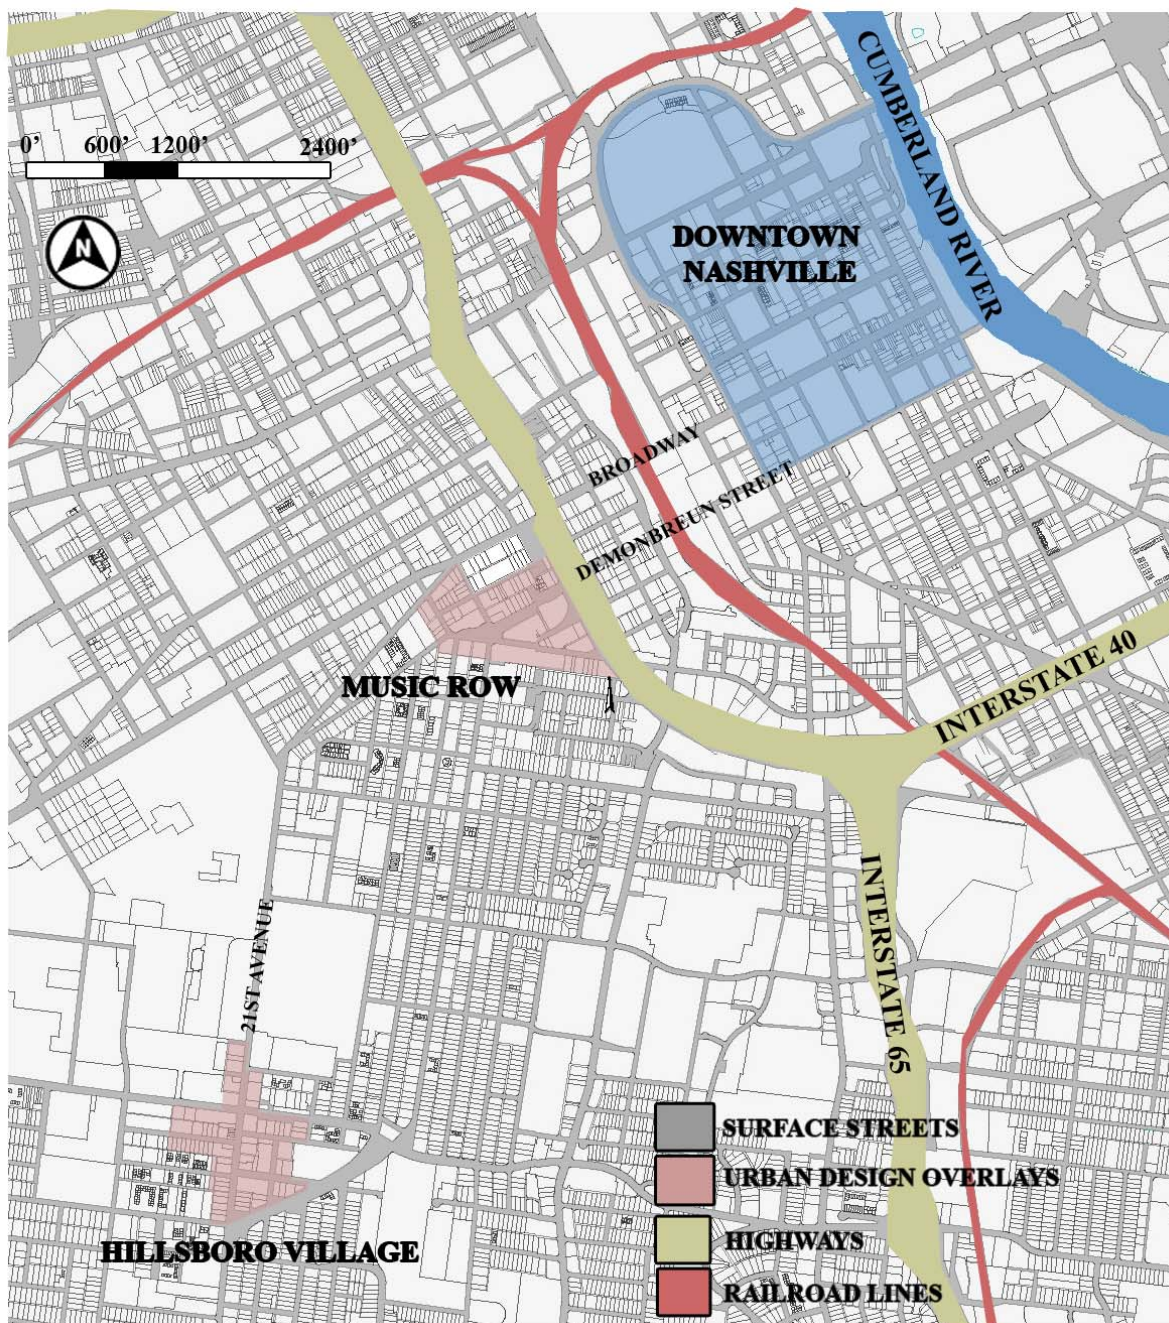 CUMBERLAND RIVER
0' 600' 1200' 2400'
N
DOWNTOWN
NASHVILLE
BROADWAY
DEMONBREUN STREET
MUSIC ROW
INTERSTATE 40
INTERSTATE 65
21ST AVENUE
SURFACE STREETS
URBAN DESIGN OVERLAYS
HILLSBORO VILLAGE
HIGHWAYS
RAILROAD LINES